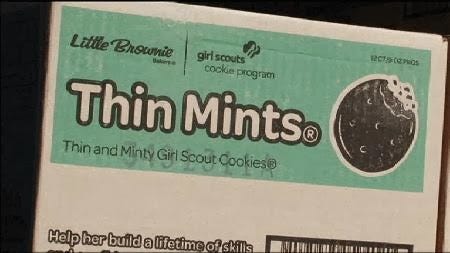 Little Brownie
Bakers®
girl scouts
cookie program
Thin Mints®
Thin and Minty Girl Scout Cookies®
Help her build a lifetime of skills